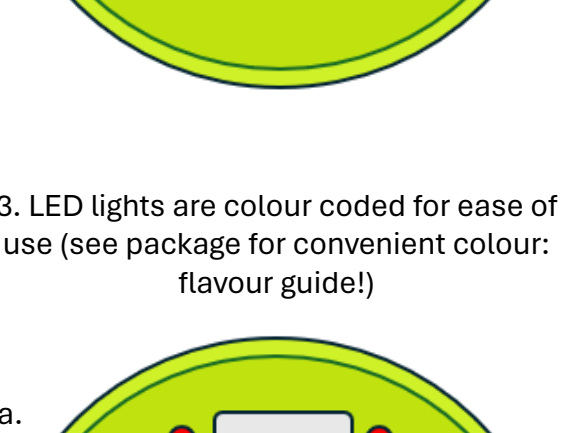 3. LED lights are colour coded for ease of
use (see package for convenient colour:
flavour guide!)
a.